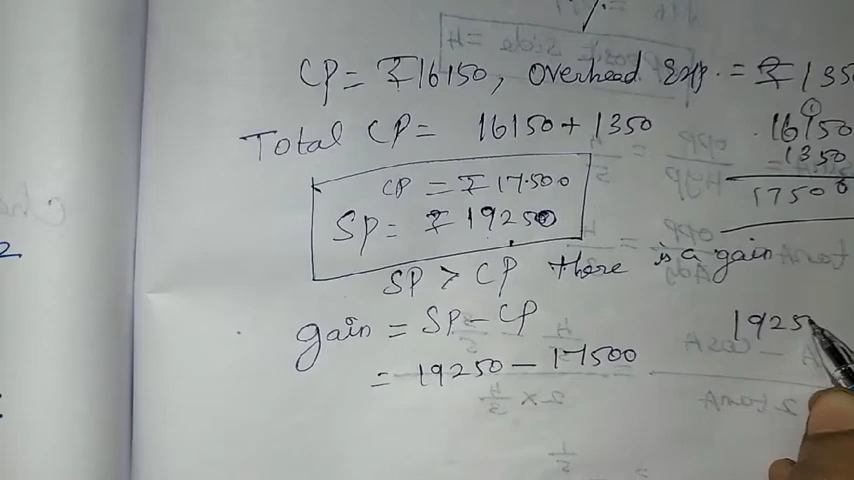 CP = ₹16150, Overhead Exp. = ₹135
Total CP = 16150 + 1350
1
16150
1350
17500
CP = ₹17500
SP = ₹19250
SP > CP there is a gain
gain = SP - CP
= 19250 - 17500
1925